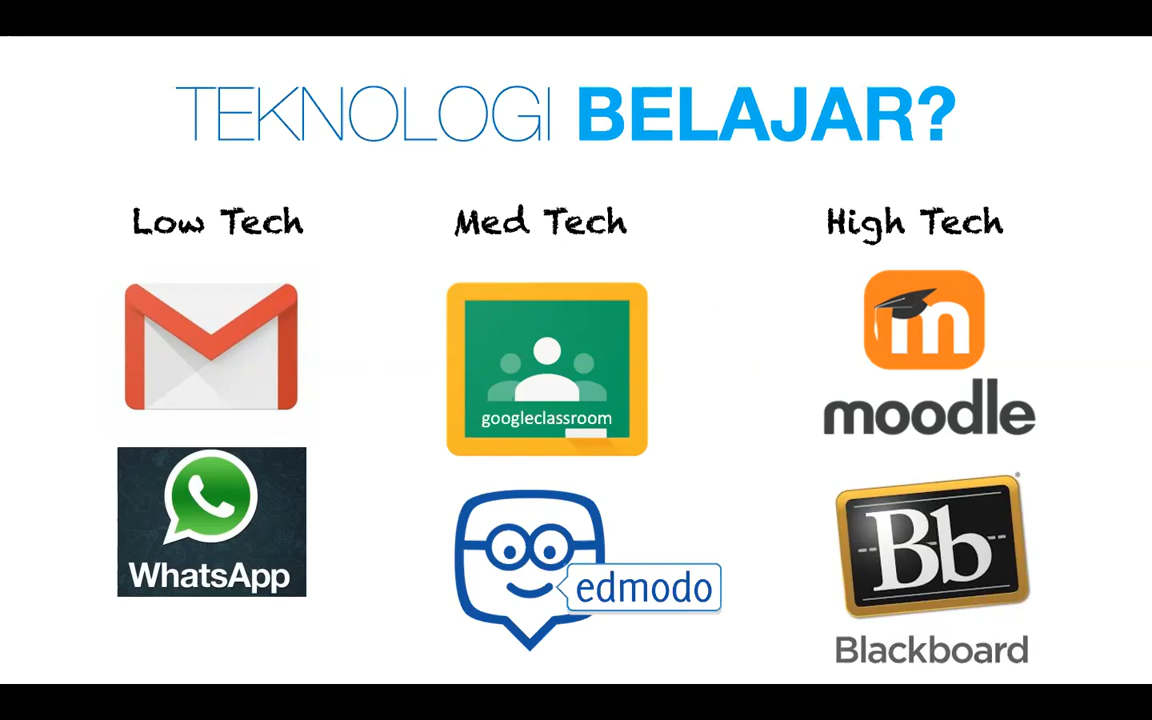 TEKNOLOGI BELAJAR?
Low Tech
Med Tech
High Tech
googleclassroom
moodle
WhatsApp
edmodo
Bb
Blackboard